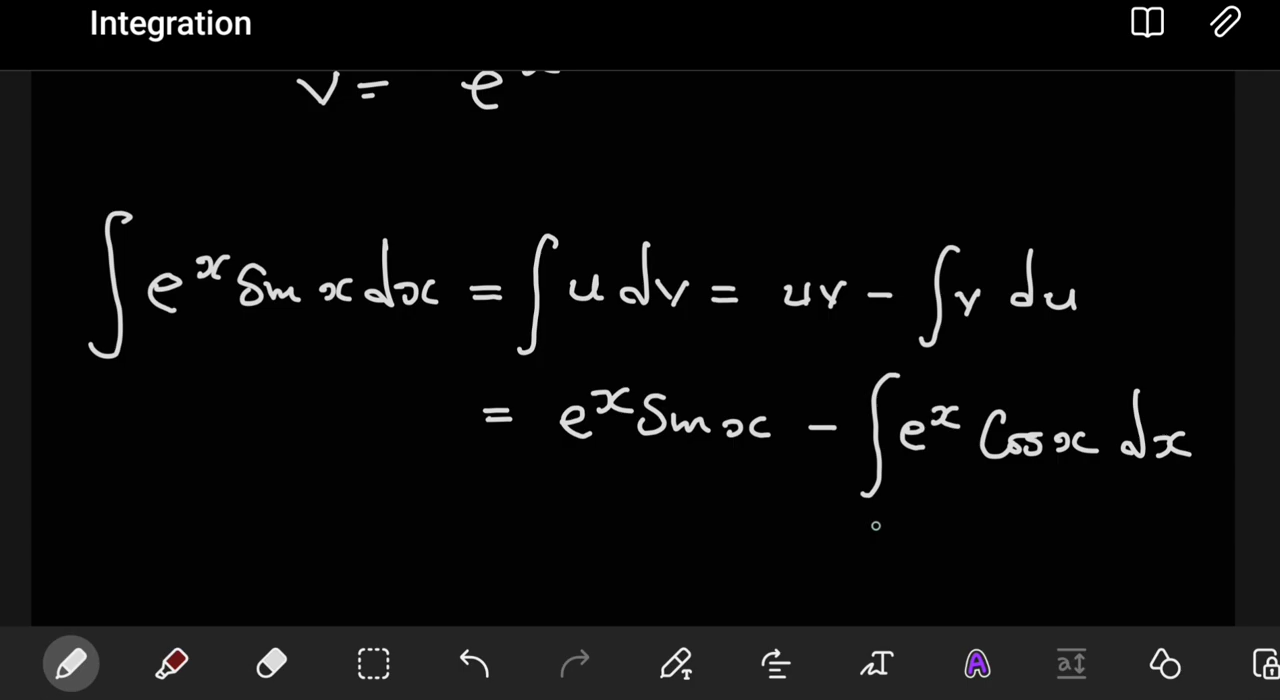 Integration
v = e^x
∫ e^x Sin x dx = ∫ u dv = uv - ∫ v du
= e^x Sin x - ∫ e^x Cos x dx